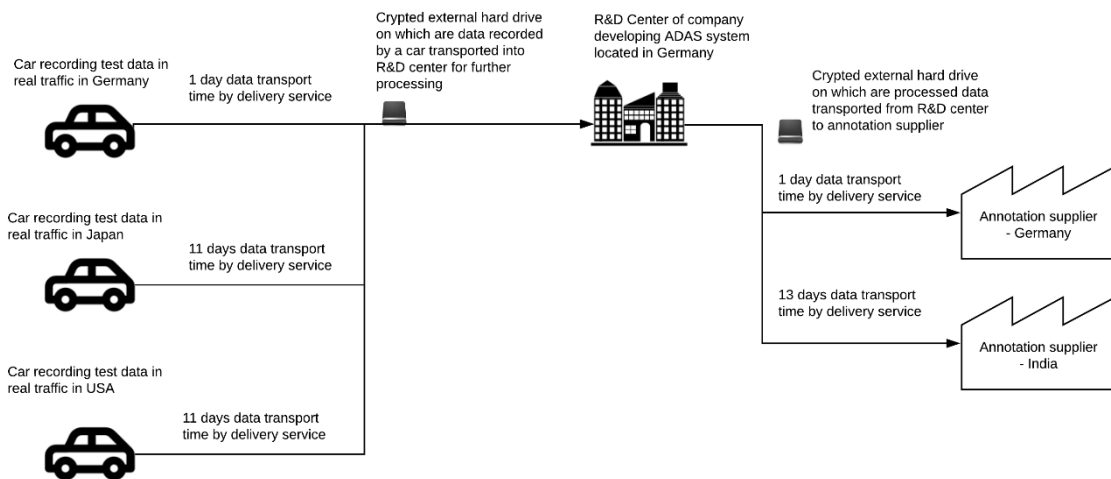 Car recording test data in
real traffic in Germany
1 day data transport
time by delivery service
Crypted external hard drive
on which are data recorded
by a car transported into
R&D center for further
processing
R&D Center of company
developing ADAS system
located in Germany
Crypted external hard drive
on which are processed data
transported from R&D center
to annotation supplier
Car recording test data in
real traffic in Japan
11 days data transport
time by delivery service
1 day data transport
time by delivery service
Annotation supplier
- Germany
Car recording test data in
real traffic in USA
11 days data transport
time by delivery service
13 days data transport
time by delivery service
Annotation supplier
- India